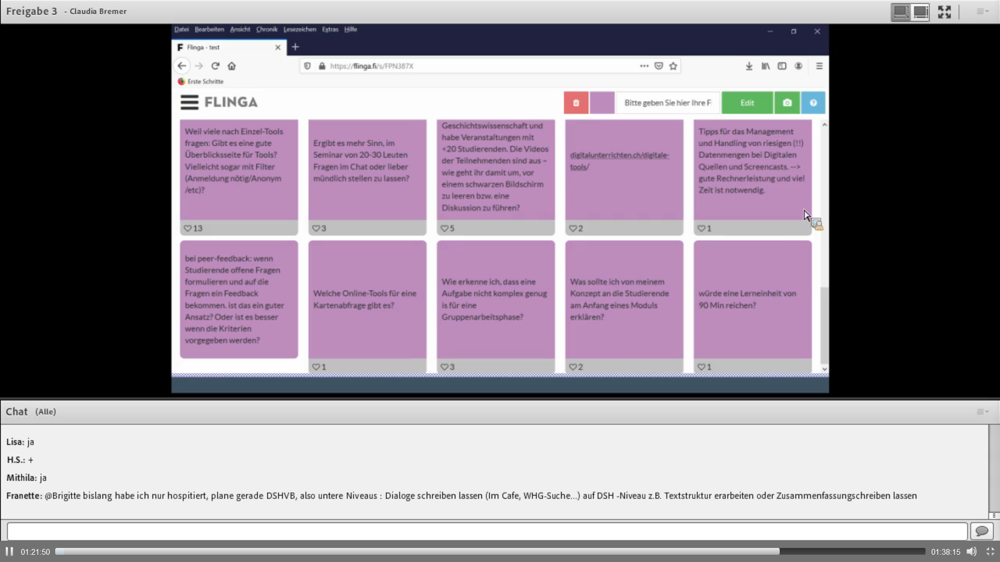 Freigabe 3 - Claudia Bremer
Datei Bearbeiten Ansicht Chronik Lesezeichen Extras Hilfe
F Flinga - test
https://flinga.fi/s/FPN387X
Erste Schritte
FLINGA
Bitte geben Sie hier Ihre F
Edit
Weil viele nach Einzel-Tools
fragen: Gibt es eine gute
Überblicksseite für Tools?
Vielleicht sogar mit Filter
(Anmeldung nötig/Anonym
/etc)?
13
Ergibt es mehr Sinn, im
Seminar von 20-30 Leuten
Fragen im Chat oder lieber
mündlich stellen zu lassen?
3
Geschichtswissenschaft und
habe Veranstaltungen mit
<20 Studierenden. Die Videos
der Teilnehmenden sind aus –
wie geht ihr damit um, vor
einem schwarzen Bildschirm
zu leeren bzw. eine
Diskussion zu führen?
5
digitalunterrichten.ch/digitale-
tools/
2
Tipps für das Management
und Handling von riesigen (!!)
Datenmengen bei Digitalen
Quellen und Screencasts. -->
gute Rechnerleistung und viel
Zeit ist notwendig.
1
bei peer-feedback: wenn
Studierende offene Fragen
formulieren und auf die
Fragen ein Feedback
bekommen. ist das ein guter
Ansatz? Oder ist es besser
wenn die Kriterien
vorgegeben werden?
Welche Online-Tools für eine
Kartenabfrage gibt es?
1
Wie erkenne ich, dass eine
Aufgabe nicht komplex genug
is für eine
Gruppenarbeitsphase?
3
Was sollte ich von meinem
Konzept an die Studierende
am Anfang eines Moduls
erklären?
2
würde eine Lerneinheit von
90 Min reichen?
1
Chat (Alle)
Lisa: ja
H.S.: +
Mithila: ja
Franette: @Brigitte bislang habe ich nur hospitiert, plane gerade DSHVB, also untere Niveaus : Dialoge schreiben lassen (Im Cafe, WHG-Suche...) auf DSH -Niveau z.B. Textstruktur erarbeiten oder Zusammenfassungschreiben lassen
01:21:50
01:38:15